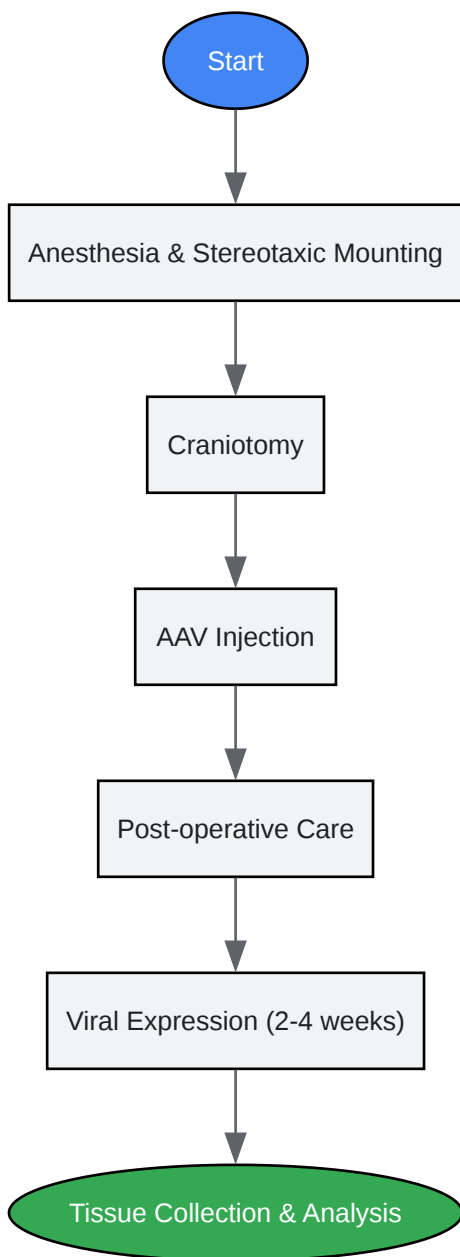 Start
Anesthesia & Stereotaxic Mounting
Craniotomy
AAV Injection
Post-operative Care
Viral Expression (2-4 weeks)
Tissue Collection & Analysis